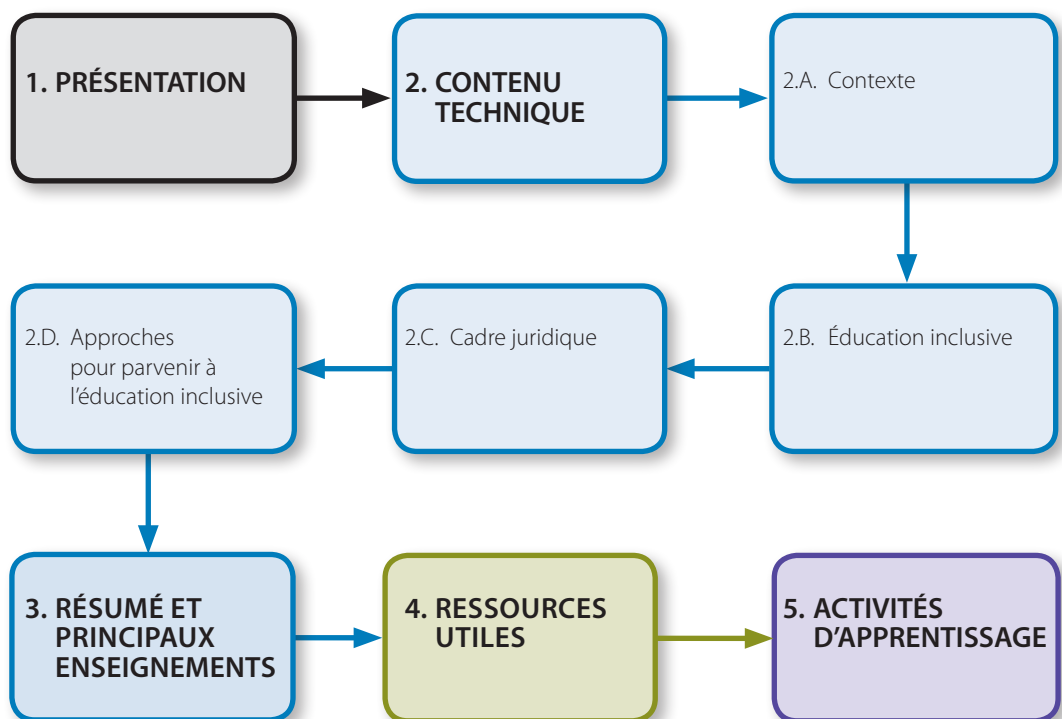 1. PRÉSENTATION
2. CONTENU
TECHNIQUE
2.A. Contexte
2.B. Éducation inclusive
2.C. Cadre juridique
2.D. Approches
pour parvenir à
l’éducation inclusive
3. RÉSUMÉ ET
PRINCIPAUX
ENSEIGNEMENTS
4. RESSOURCES
UTILES
5. ACTIVITÉS
D’APPRENTISSAGE